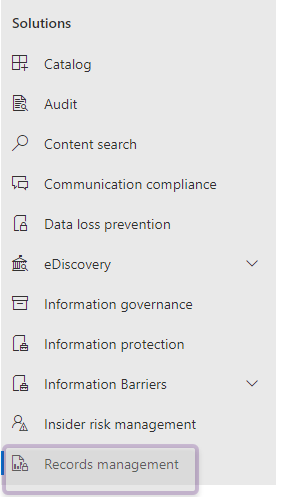 Solutions
Catalog
Audit
Content search
Communication compliance
Data loss prevention
eDiscovery
Information governance
Information protection
Information Barriers
Insider risk management
Records management